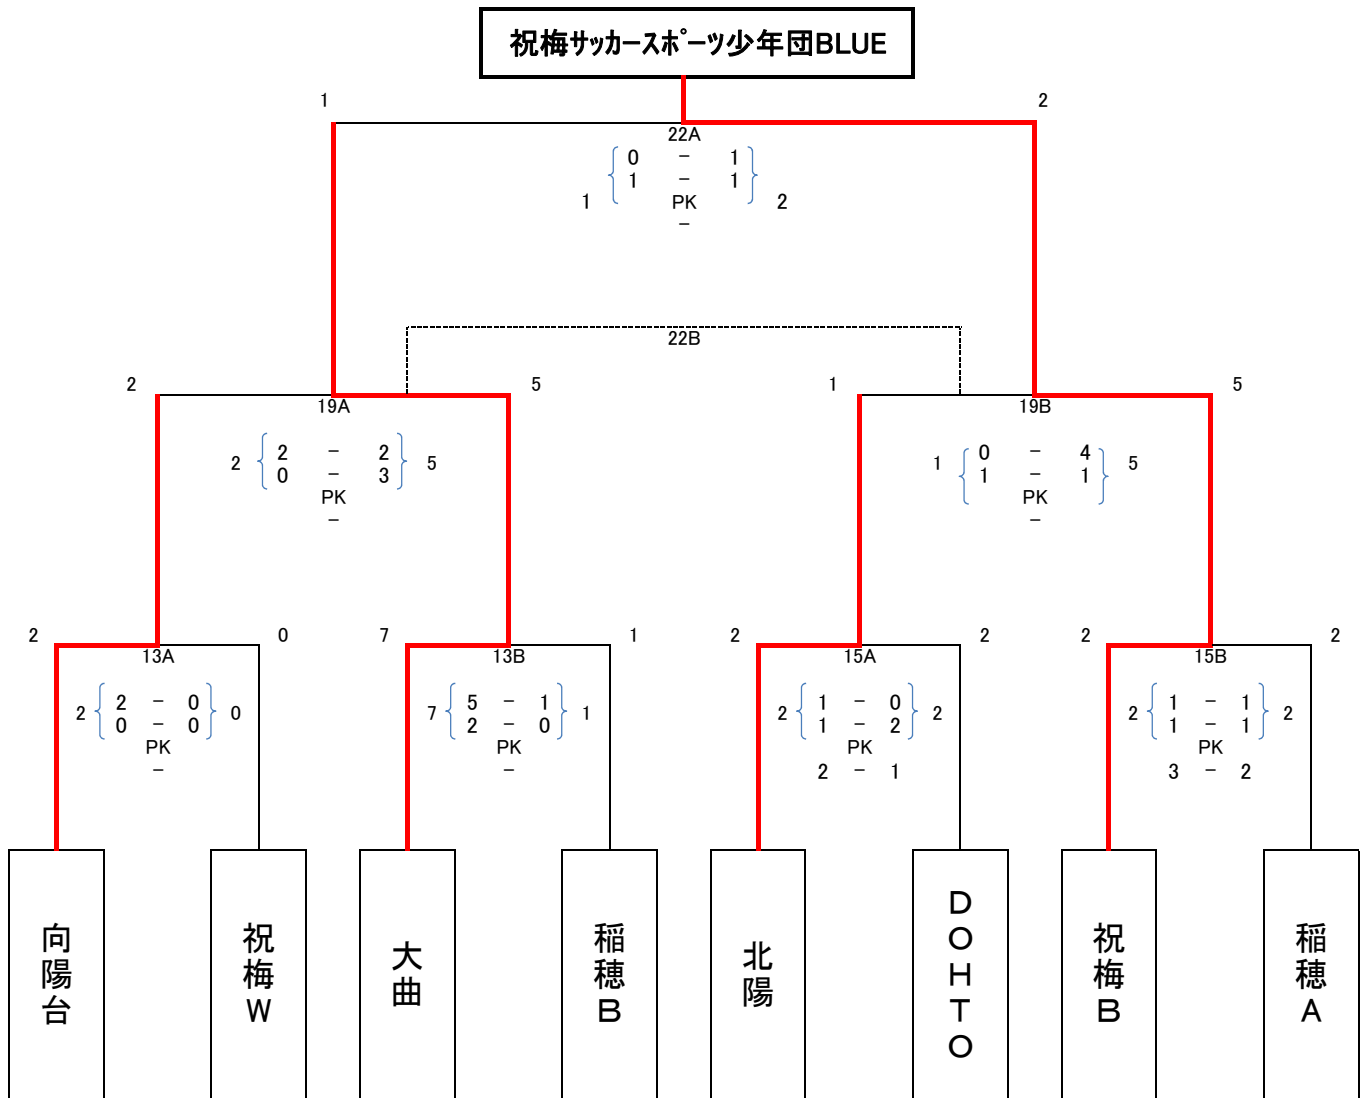 祝梅サッカースポーツ少年団BLUE
1 2
22A
0 － 1
1 － 1
1 PK 2
－
22B
2 5 1 5
19A 19B
2 － 2 0 － 4
2 5 1 5
0 － 3 1 － 1
PK PK
－ －
2 0 7 1 2 2 2 2
13A 13B 15A 15B
2 － 0 5 － 1 1 － 0 1 － 1
2 0 7 1 2 2 2 2
0 － 0 2 － 0 1 － 2 1 － 1
PK PK PK PK
－ － 2 － 1 3 － 2
向陽台
祝梅W
大曲
稲穂B
北陽
DOHTO
祝梅B
稲穂A